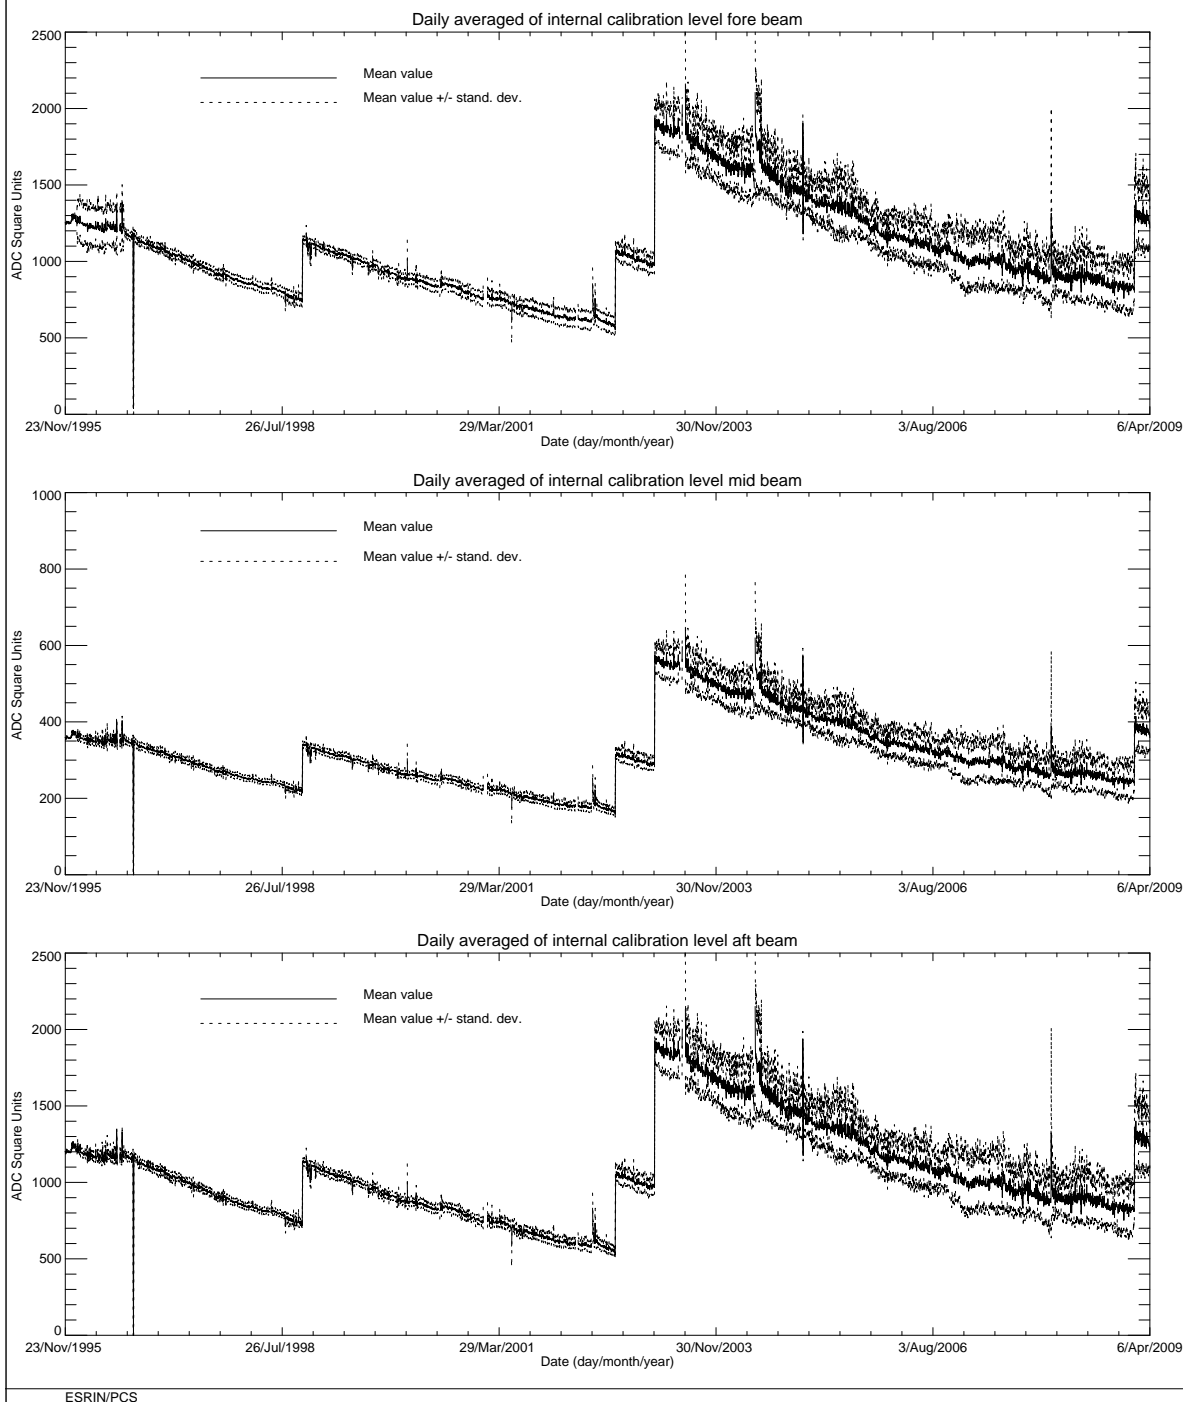 Daily averaged of internal calibration level fore beam
2500
2000
1500
1000
500
0
ADC Square Units
Mean value
Mean value +/- stand. dev.
23/Nov/1995 26/Jul/1998 29/Mar/2001 30/Nov/2003 3/Aug/2006 6/Apr/2009
Date (day/month/year)
Daily averaged of internal calibration level mid beam
1000
800
600
400
200
0
ADC Square Units
Mean value
Mean value +/- stand. dev.
23/Nov/1995 26/Jul/1998 29/Mar/2001 30/Nov/2003 3/Aug/2006 6/Apr/2009
Date (day/month/year)
Daily averaged of internal calibration level aft beam
2500
2000
1500
1000
500
0
ADC Square Units
Mean value
Mean value +/- stand. dev.
23/Nov/1995 26/Jul/1998 29/Mar/2001 30/Nov/2003 3/Aug/2006 6/Apr/2009
Date (day/month/year)
ESRIN/PCS